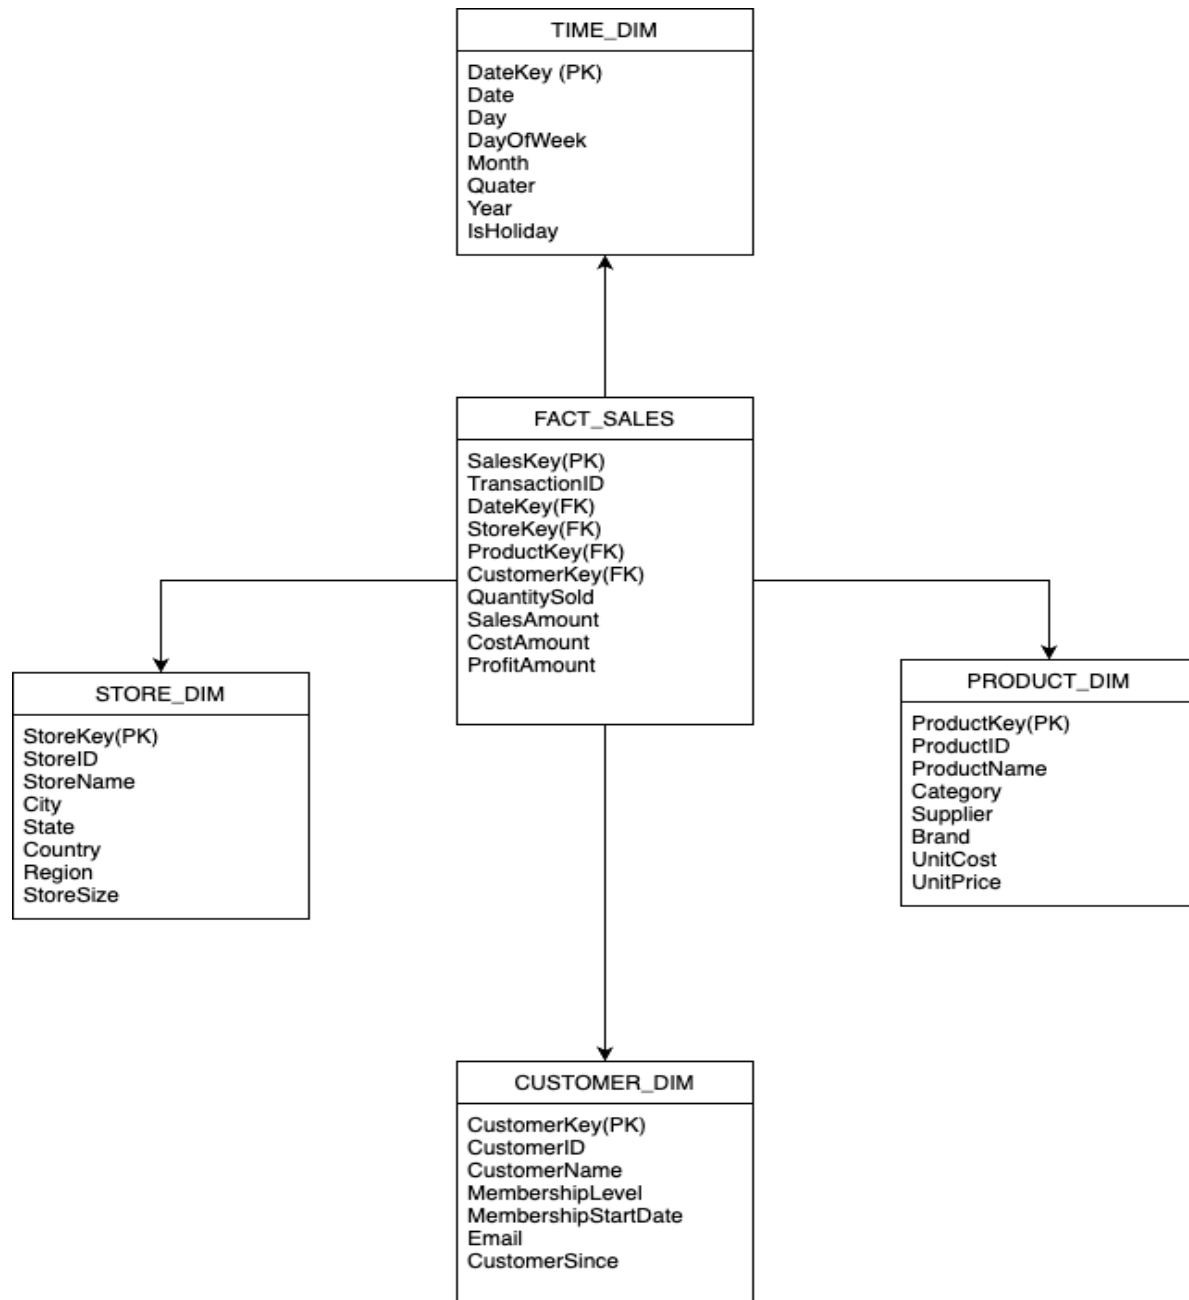 TIME_DIM
DateKey (PK)
Date
Day
DayOfWeek
Month
Quater
Year
IsHoliday
FACT_SALES
SalesKey(PK)
TransactionID
DateKey(FK)
StoreKey(FK)
ProductKey(FK)
CustomerKey(FK)
QuantitySold
SalesAmount
CostAmount
ProfitAmount
STORE_DIM
StoreKey(PK)
StoreID
StoreName
City
State
Country
Region
StoreSize
PRODUCT_DIM
ProductKey(PK)
ProductID
ProductName
Category
Supplier
Brand
UnitCost
UnitPrice
CUSTOMER_DIM
CustomerKey(PK)
CustomerID
CustomerName
MembershipLevel
MembershipStartDate
Email
CustomerSince